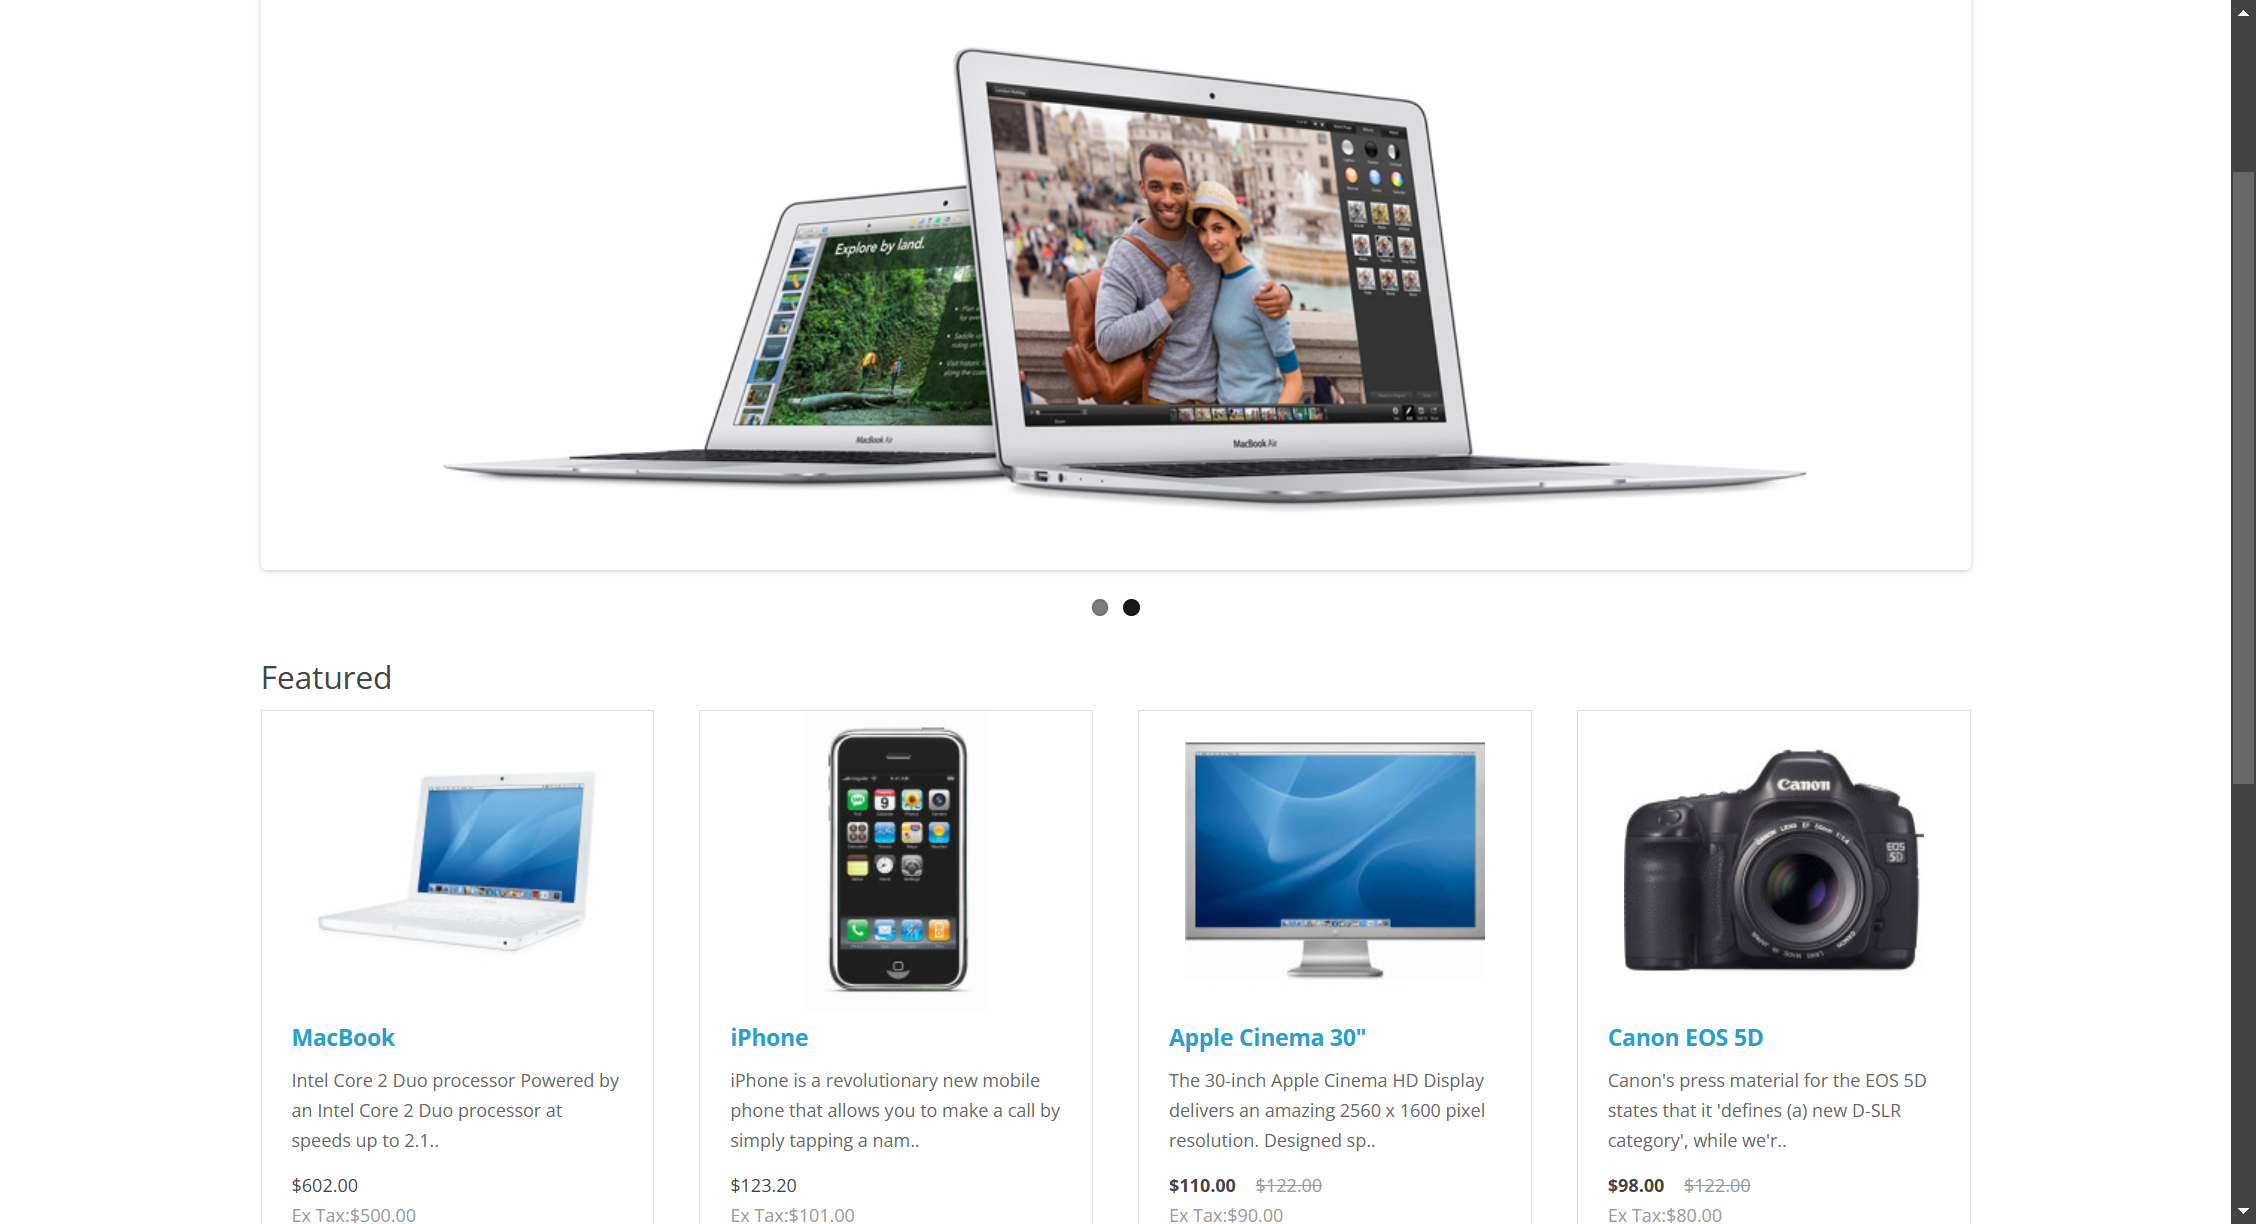 Explore by land.
MacBook Air
MacBook Air
Featured
Canon
EOS
5D
MacBook
iPhone
Apple Cinema 30"
Canon EOS 5D
Intel Core 2 Duo processor Powered by
an Intel Core 2 Duo processor at
speeds up to 2.1..
iPhone is a revolutionary new mobile
phone that allows you to make a call by
simply tapping a nam..
The 30-inch Apple Cinema HD Display
delivers an amazing 2560 x 1600 pixel
resolution. Designed sp..
Canon's press material for the EOS 5D
states that it 'defines (a) new D-SLR
category', while we'r..
$602.00
Ex Tax:$500.00
$123.20
Ex Tax:$101.00
$110.00 $122.00
Ex Tax:$90.00
$98.00 $122.00
Ex Tax:$80.00